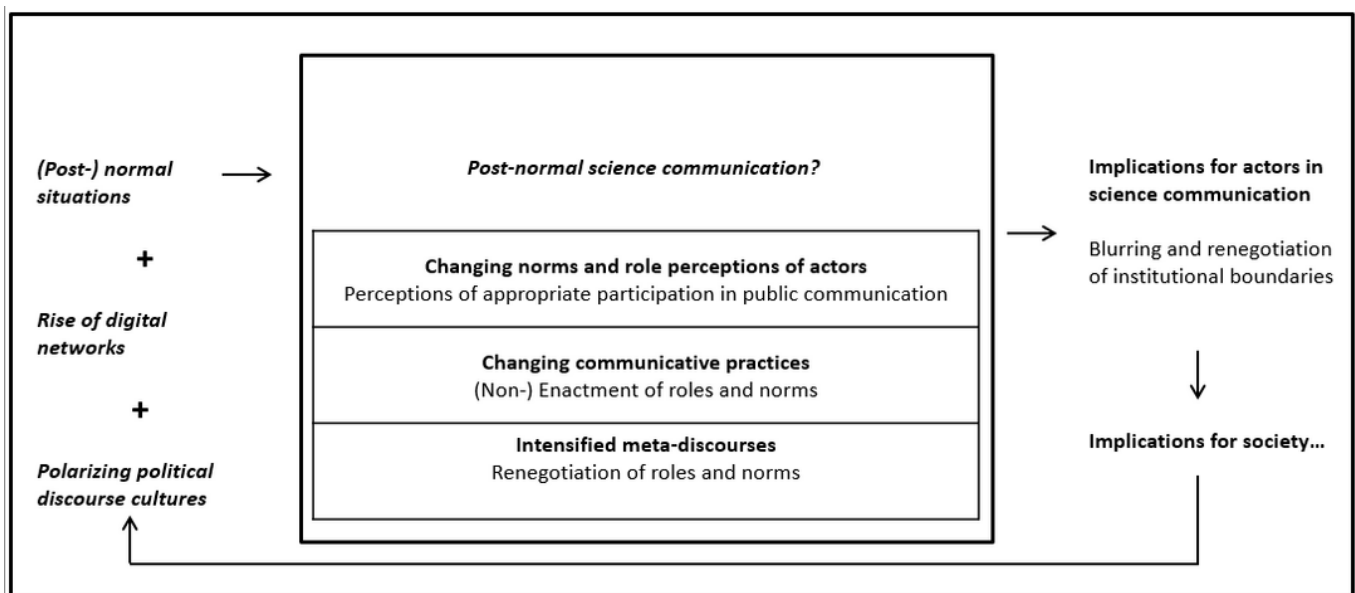 (Post-) normal
situations
+
Rise of digital
networks
+
Polarizing political
discourse cultures
Post-normal science communication?
Changing norms and role perceptions of actors
Perceptions of appropriate participation in public communication
Changing communicative practices
(Non-) Enactment of roles and norms
Intensified meta-discourses
Renegotiation of roles and norms
Implications for actors in
science communication
Blurring and renegotiation
of institutional boundaries
Implications for society…